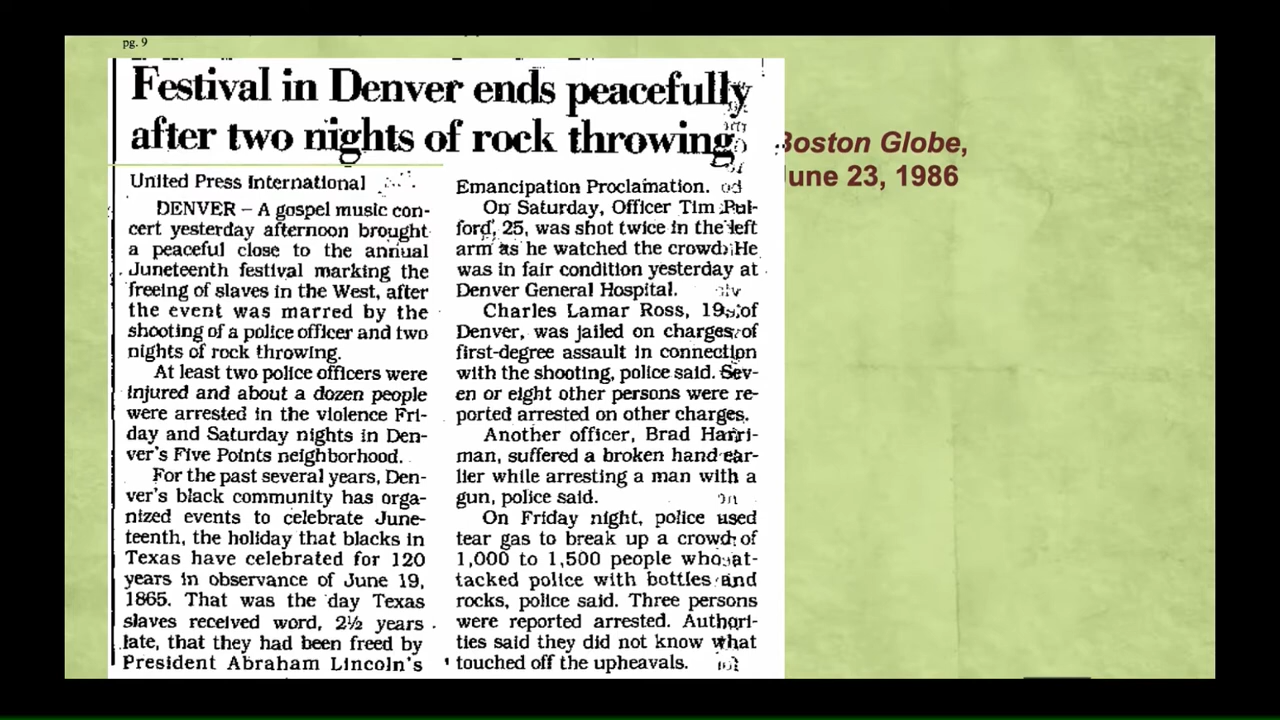 pg. 9
Festival in Denver ends peacefully
after two nights of rock throwing
Boston Globe,
June 23, 1986
United Press International
DENVER – A gospel music con-
cert yesterday afternoon brought
a peaceful close to the annual
Juneteenth festival marking the
freeing of slaves in the West, after
the event was marred by the
shooting of a police officer and two
nights of rock throwing.
At least two police officers were
injured and about a dozen people
were arrested in the violence Fri-
day and Saturday nights in Den-
ver's Five Points neighborhood.
For the past several years, Den-
ver's black community has orga-
nized events to celebrate June-
teenth, the holiday that blacks in
Texas have celebrated for 120
years in observance of June 19,
1865. That was the day Texas
slaves received word, 2½ years
late, that they had been freed by
President Abraham Lincoln's
Emancipation Proclamation.
On Saturday, Officer Tim Pul-
ford, 25, was shot twice in the left
arm as he watched the crowd. He
was in fair condition yesterday at
Denver General Hospital.
Charles Lamar Ross, 19, of
Denver, was jailed on charges of
first-degree assault in connection
with the shooting, police said. Sev-
en or eight other persons were re-
ported arrested on other charges.
Another officer, Brad Harri-
man, suffered a broken hand ear-
lier while arresting a man with a
gun, police said.
On Friday night, police used
tear gas to break up a crowd of
1,000 to 1,500 people who at-
tacked police with bottles and
rocks, police said. Three persons
were reported arrested. Authori-
ties said they did not know what
touched off the upheavals.